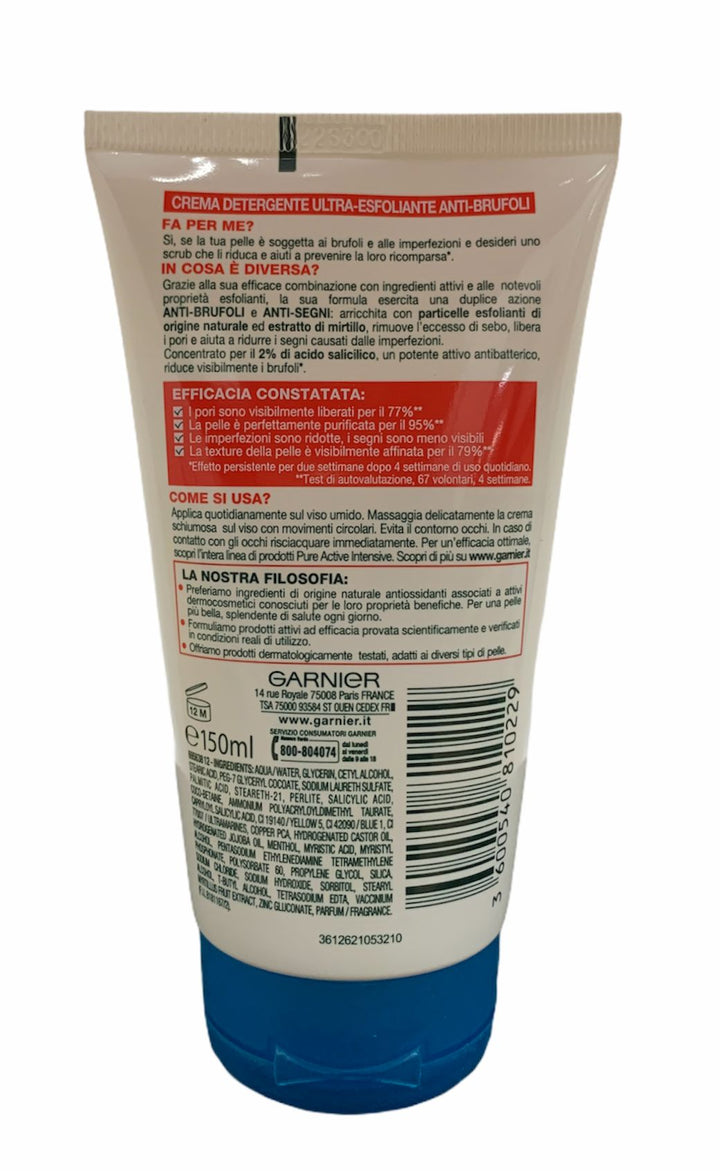 CREMA DETERGENTE ULTRA-ESFOLIANTE ANTI-BRUFOLI
FA PER ME?
Sì, se la tua pelle è soggetta ai brufoli e alle imperfezioni e desideri uno
scrub che li riduca e aiuti a prevenire la loro ricomparsa*.
IN COSA È DIVERSA?
Grazie alla sua efficace combinazione con ingredienti attivi e alle notevoli
proprietà esfolianti, la sua formula esercita una duplice azione
ANTI-BRUFOLI e ANTI-SEGNI: arricchita con particelle esfolianti di
origine naturale ed estratto di mirtillo, rimuove l'eccesso di sebo, libera
i pori e aiuta a ridurre i segni causati dalle imperfezioni.
Concentrato per il 2% di acido salicilico, un potente attivo antibatterico,
riduce visibilmente i brufoli*.
EFFICACIA CONSTATATA:
I pori sono visibilmente liberati per il 77%**
La pelle è perfettamente purificata per il 95%**
Le imperfezioni sono ridotte, i segni sono meno visibili
La texture della pelle è visibilmente affinata per il 79%**
*Effetto persistente per due settimane dopo 4 settimane di uso quotidiano.
**Test di autovalutazione, 67 volontari, 4 settimane.
COME SI USA?
Applica quotidianamente sul viso umido. Massaggia delicatamente la crema
schiumosa sul viso con movimenti circolari. Evita il contorno occhi. In caso di
contatto con gli occhi risciacquare immediatamente. Per un'efficacia ottimale,
scopri l'intera linea di prodotti Pure Active Intensive. Scopri di più su www.garnier.it
LA NOSTRA FILOSOFIA:
• Preferiamo ingredienti di origine naturale antiossidanti associati a attivi
dermocosmetici conosciuti per le loro proprietà benefiche. Per una pelle
più bella, splendente di salute ogni giorno.
• Formuliamo prodotti attivi ad efficacia provata scientificamente e verificati
in condizioni reali di utilizzo.
• Offriamo prodotti dermatologicamente testati, adatti ai diversi tipi di pelle.
GARNIER
14 rue Royale 75008 Paris FRANCE
TSA 75000 93584 ST OUEN CEDEX FR
www.garnier.it
12 M
SERVIZIO CONSUMATORI GARNIER
Numero Verde
800-804074
dal lunedì
al venerdì
dalle 9 alle 18
℮150ml
INGREDIENTS: AQUA/WATER, GLYCERIN, CETYL ALCOHOL,
STEARIC ACID, PEG-7 GLYCERYL COCOATE, SODIUM LAURETH SULFATE,
PALMITIC ACID, STEARETH-21, PERLITE, SALICYLIC ACID,
COCO-BETAINE, AMMONIUM POLYACRYLOYLDIMETHYL TAURATE,
CAPRYLOYL SALICYLIC ACID, CI 19140/YELLOW 5, CI 42090/BLUE 1, CI
77007 / ULTRAMARINES, COPPER PCA, HYDROGENATED CASTOR OIL,
HYDROGENATED JOJOBA OIL, MENTHOL, MYRISTIC ACID, MYRISTYL
ALCOHOL, PENTASODIUM ETHYLENEDIAMINE TETRAMETHYLENE
PHOSPHONATE, POLYSORBATE 60, PROPYLENE GLYCOL, SILICA,
SODIUM CHLORIDE, SODIUM HYDROXIDE, SORBITOL, STEARYL
ALCOHOL, T-BUTYL ALCOHOL, TETRASODIUM EDTA, VACCINIUM
MYRTILLUS FRUIT EXTRACT, ZINC GLUCONATE, PARFUM / FRAGRANCE.
3 600540 810229
3612621053210